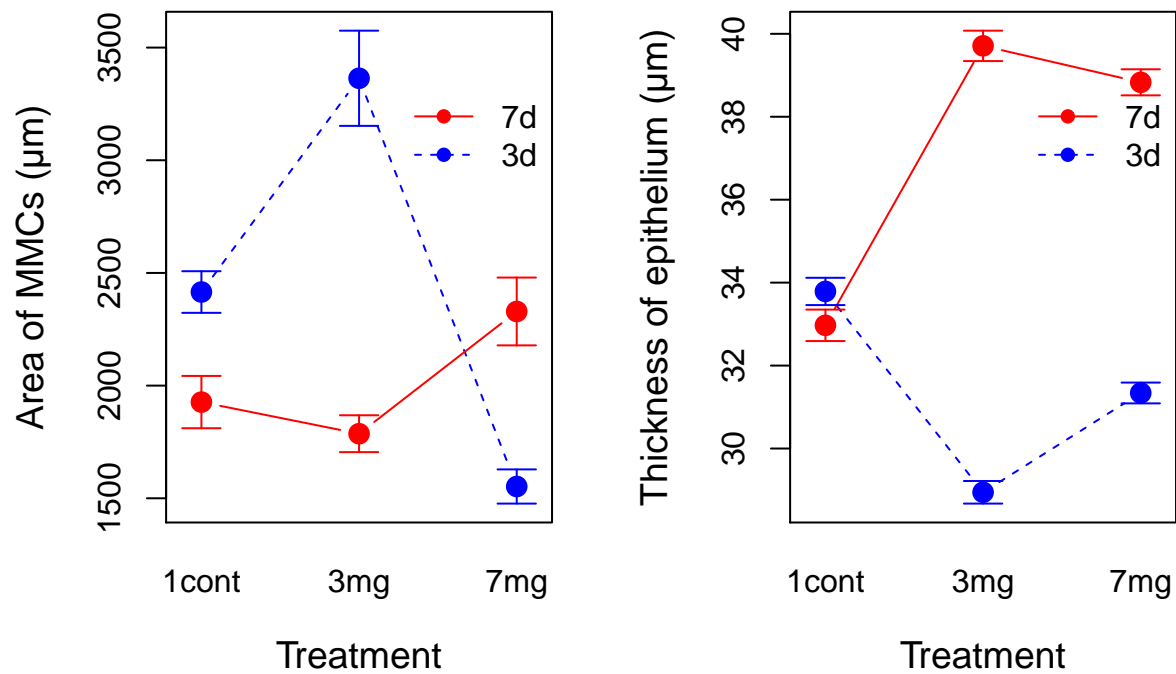 Area of MMCs (µm)
3500
3000
2500
2000
1500
7d
3d
1cont 3mg 7mg
Treatment
Thickness of epithelium (µm)
40
38
36
34
32
30
7d
3d
1cont 3mg 7mg
Treatment